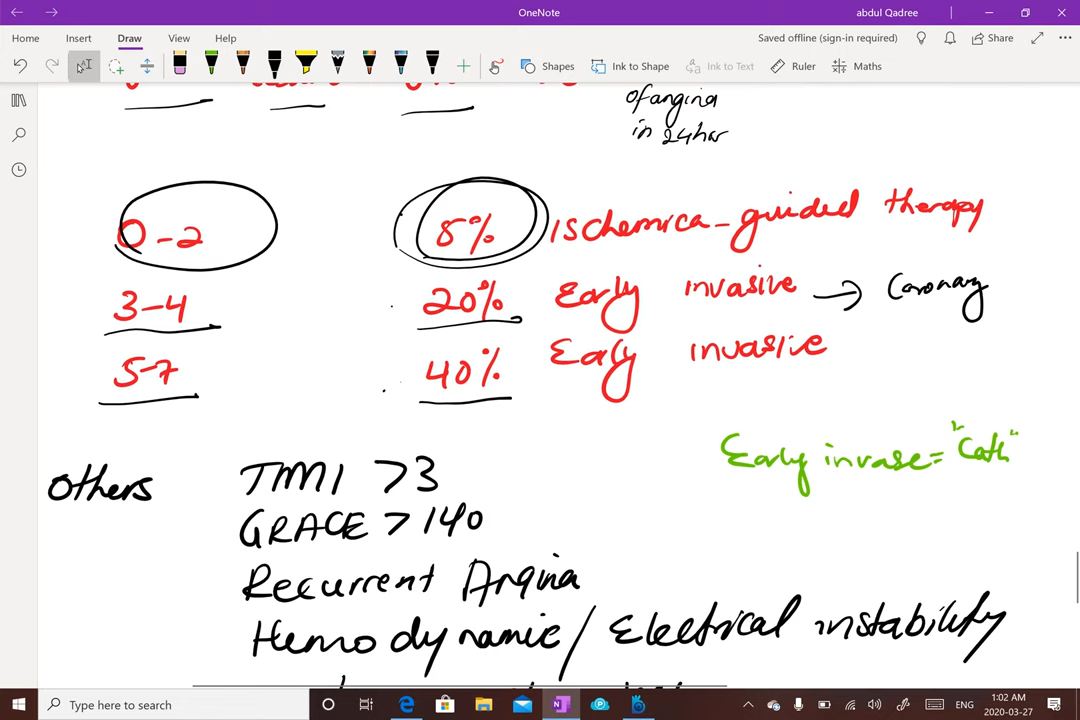 OneNote
abdul Qadree
Home Insert Draw View Help
Saved offline (sign-in required)
Share
Shapes Ink to Shape Ink to Text Ruler Maths
of angina
in 24har
0-2 8% Ischemica-guided therapy
3-4 20% Early invasive → Coronary
5-7 40% Early invasive
Early invase = "Cath"
Others TMI >3
GRACE > 140
Recurrent Angina
Hemodynamic / Electrical instability
Type here to search
ENG
1:02 AM
2020-03-27